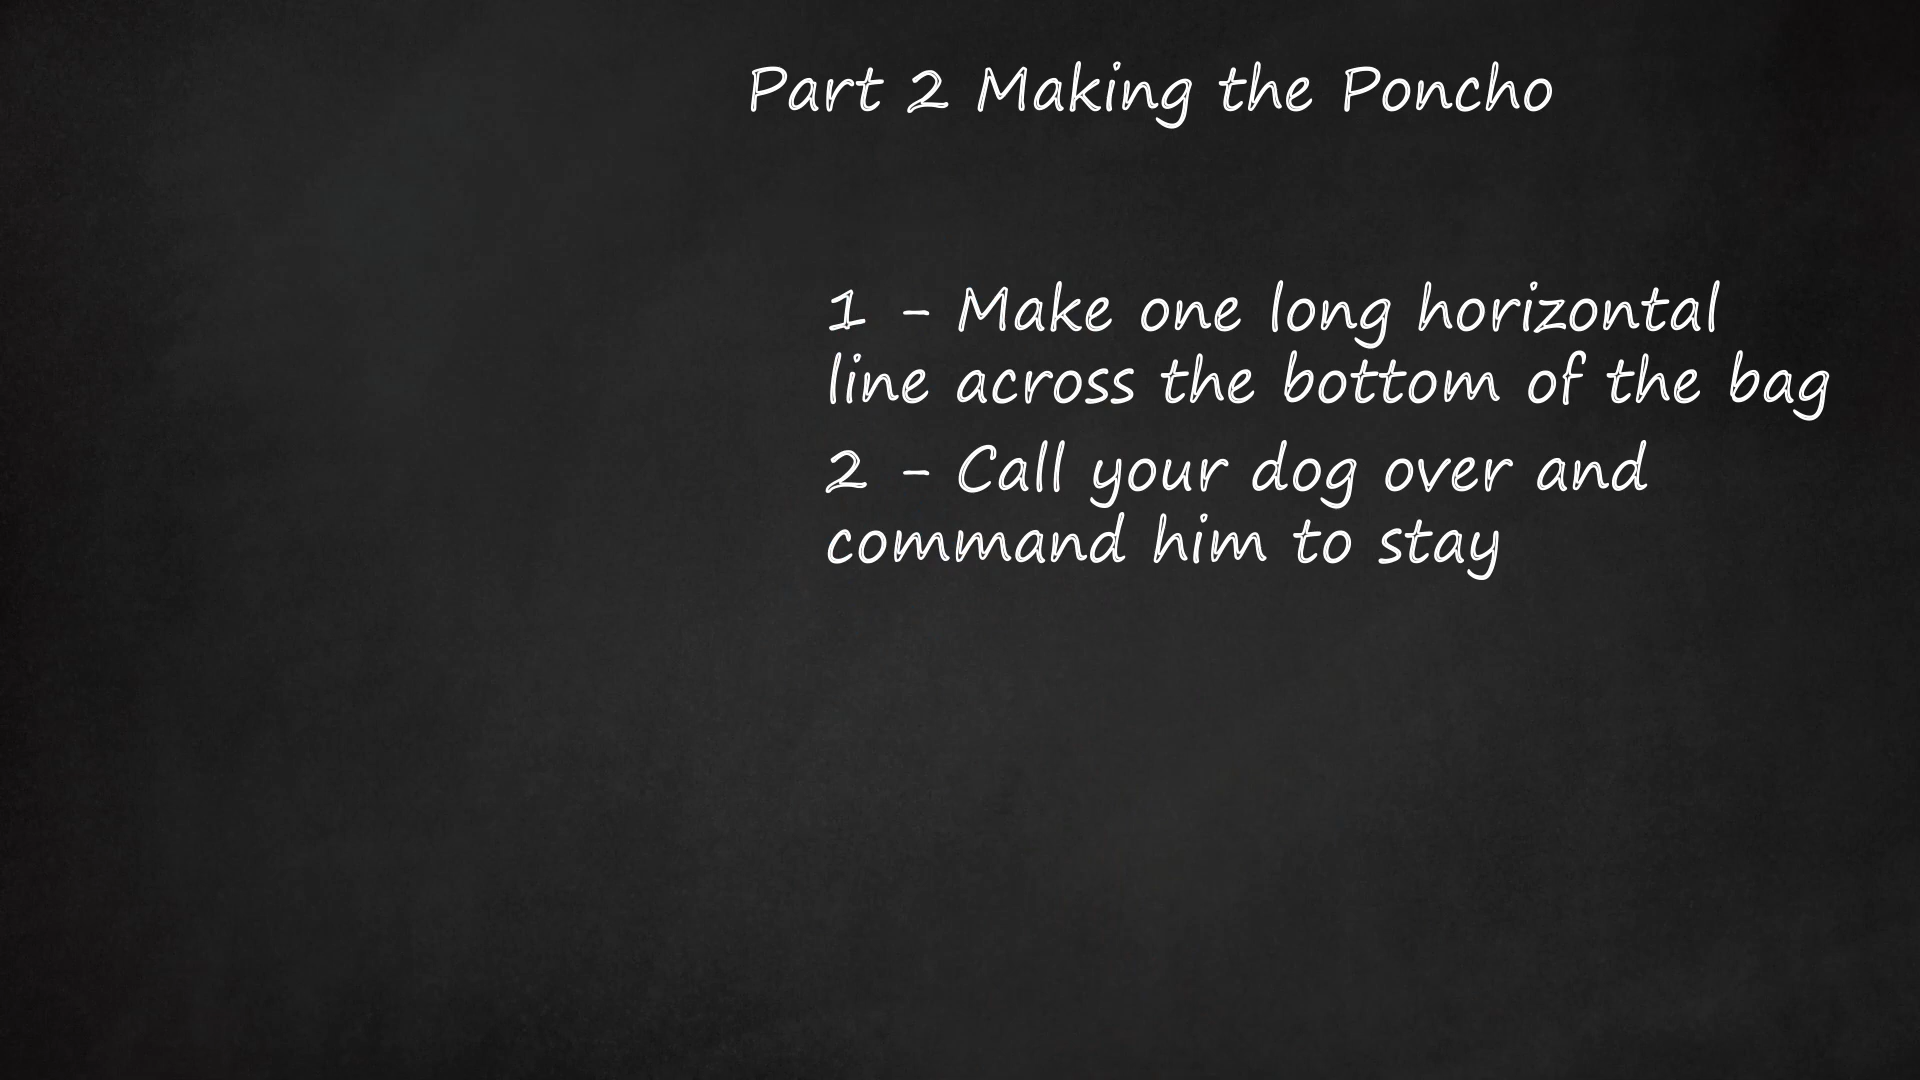 Part 2 Making the Poncho
1 - Make one long horizontal
line across the bottom of the bag
2 - Call your dog over and
command him to stay